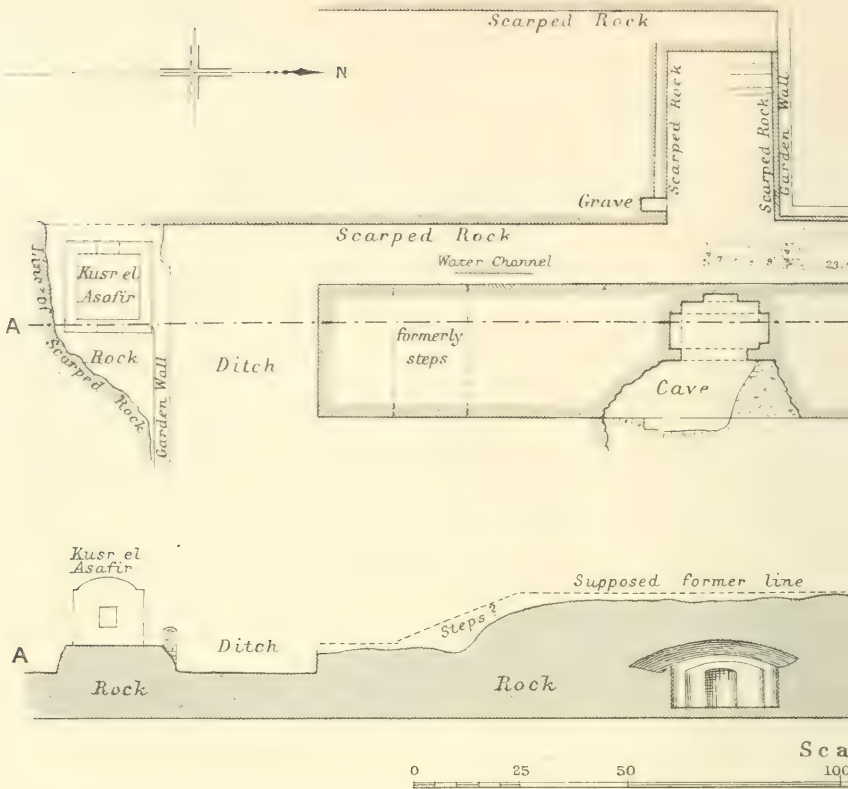 Scarped Rock
N
Scarped Rock
Scarped Rock
Garden Wall
Grave
Scarped Rock
Water Channel
Kusr el
Asafir
A
Rock
Scarped Rock
Garden Wall
Ditch
formerly
steps
Cave
Kusr el
Asafir
A
Ditch
Rock
Steps?
Supposed former line
Rock
Sca
0 25 50 100